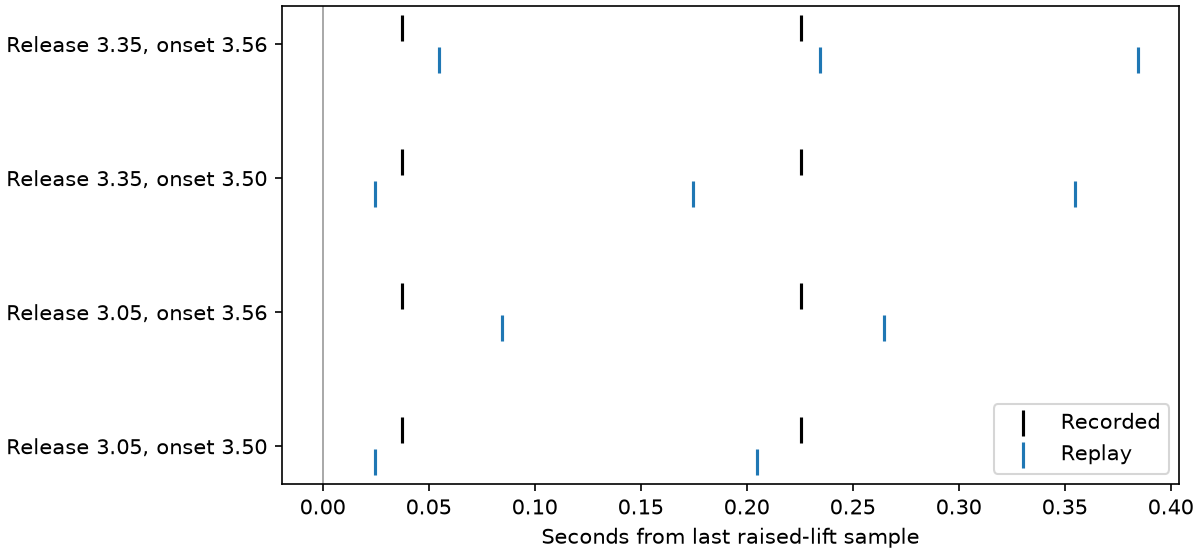 Release 3.35, onset 3.56
Release 3.35, onset 3.50
Release 3.05, onset 3.56
Release 3.05, onset 3.50
Recorded
Replay
0.00 0.05 0.10 0.15 0.20 0.25 0.30 0.35 0.40
Seconds from last raised-lift sample